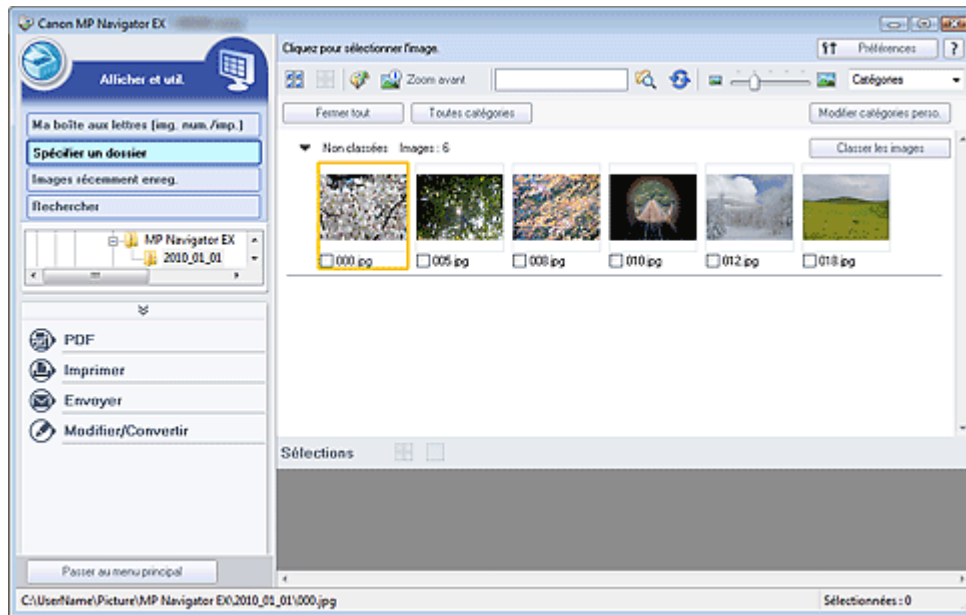 Canon MP Navigator EX
Cliquez pour sélectionner l'image.
Préférences
?
Afficher et util.
Zoom avant
Catégories
Fermer tout
Toutes catégories
Modifier catégories perso.
Ma boîte aux lettres (img. num./imp.)
Spécifier un dossier
Images récemment enreg.
Rechercher
Non classées Images : 6
Classer les images
MP Navigator EX
2010_01_01
000.jpg
005.jpg
008.jpg
010.jpg
012.jpg
018.jpg
PDF
Imprimer
Envoyer
Modifier/Convertir
Sélections
Passer au menu principal
C:\UserName\Picture\MP Navigator EX\2010_01_01\000.jpg
Sélectionnées : 0